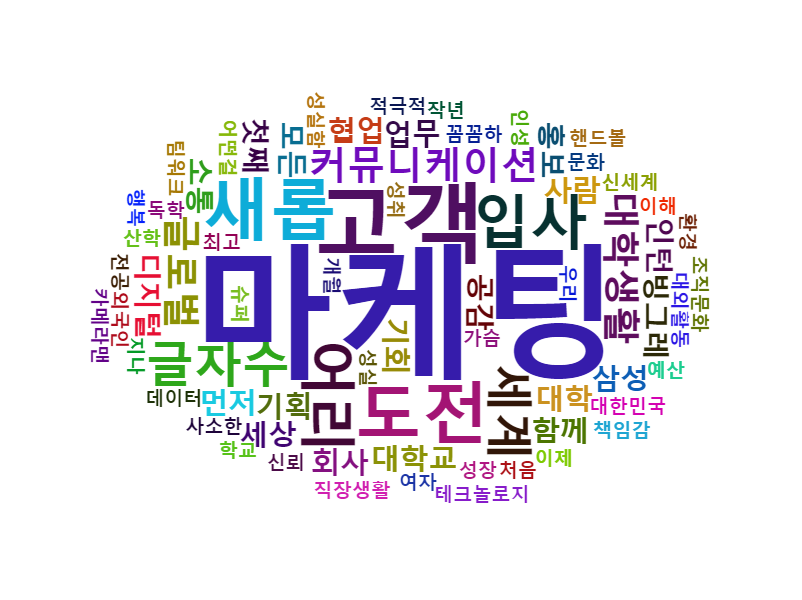 적극적
작년
성실함
인성
어면걸
첫째
모든
협업
업무
꼼꼼하
홍보
핸드볼
팀워크
소통
커뮤니케이션
문화
사람
신세계
행복
독학
새롭
고객
성취
입사
대학생활
이해
산학
글로벌
최고
인턴
환경
전공
외국인
디지털
슈퍼
개월
마케팅
우리
빙그레
대외활동
조직문화
카메라맨
지나
글자수
어리
기회
성실
공감
가슴
데이터
먼저
기획
도전
세계
대학
삼성
예산
사소한
세상
대한민국
학교
신뢰
회사
대학교
함께
책임감
성장
처음
이제
직장생활
여자
테크놀로지